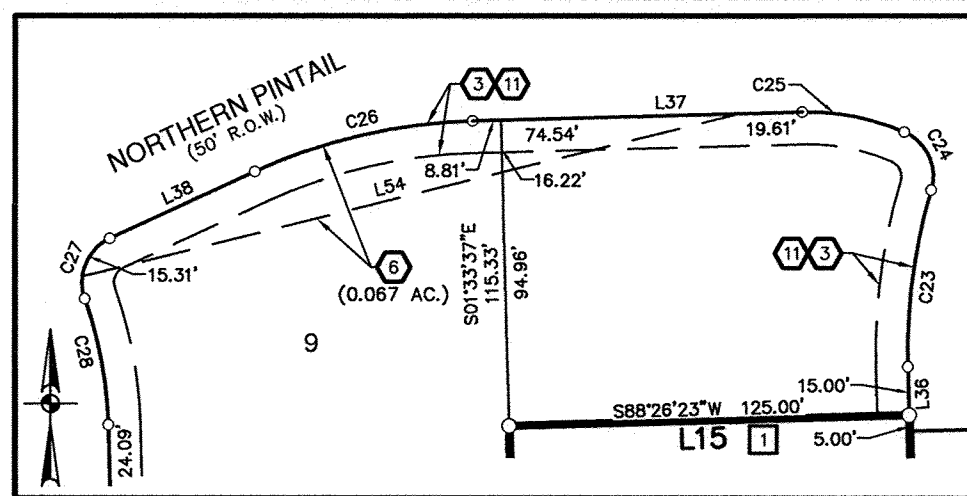 NORTHERN PINTAIL
(50' R.O.W.)
C26
3
11
L37
C25
74.54'
19.61'
C24
8.81'
16.22'
L38
L54
C27
15.31'
6
(0.067 AC.)
S01°33'37"E
115.33'
94.96'
11
3
C23
C28
9
15.00'
L36
S88°26'23"W 125.00'
L15
1
5.00'
24.09'